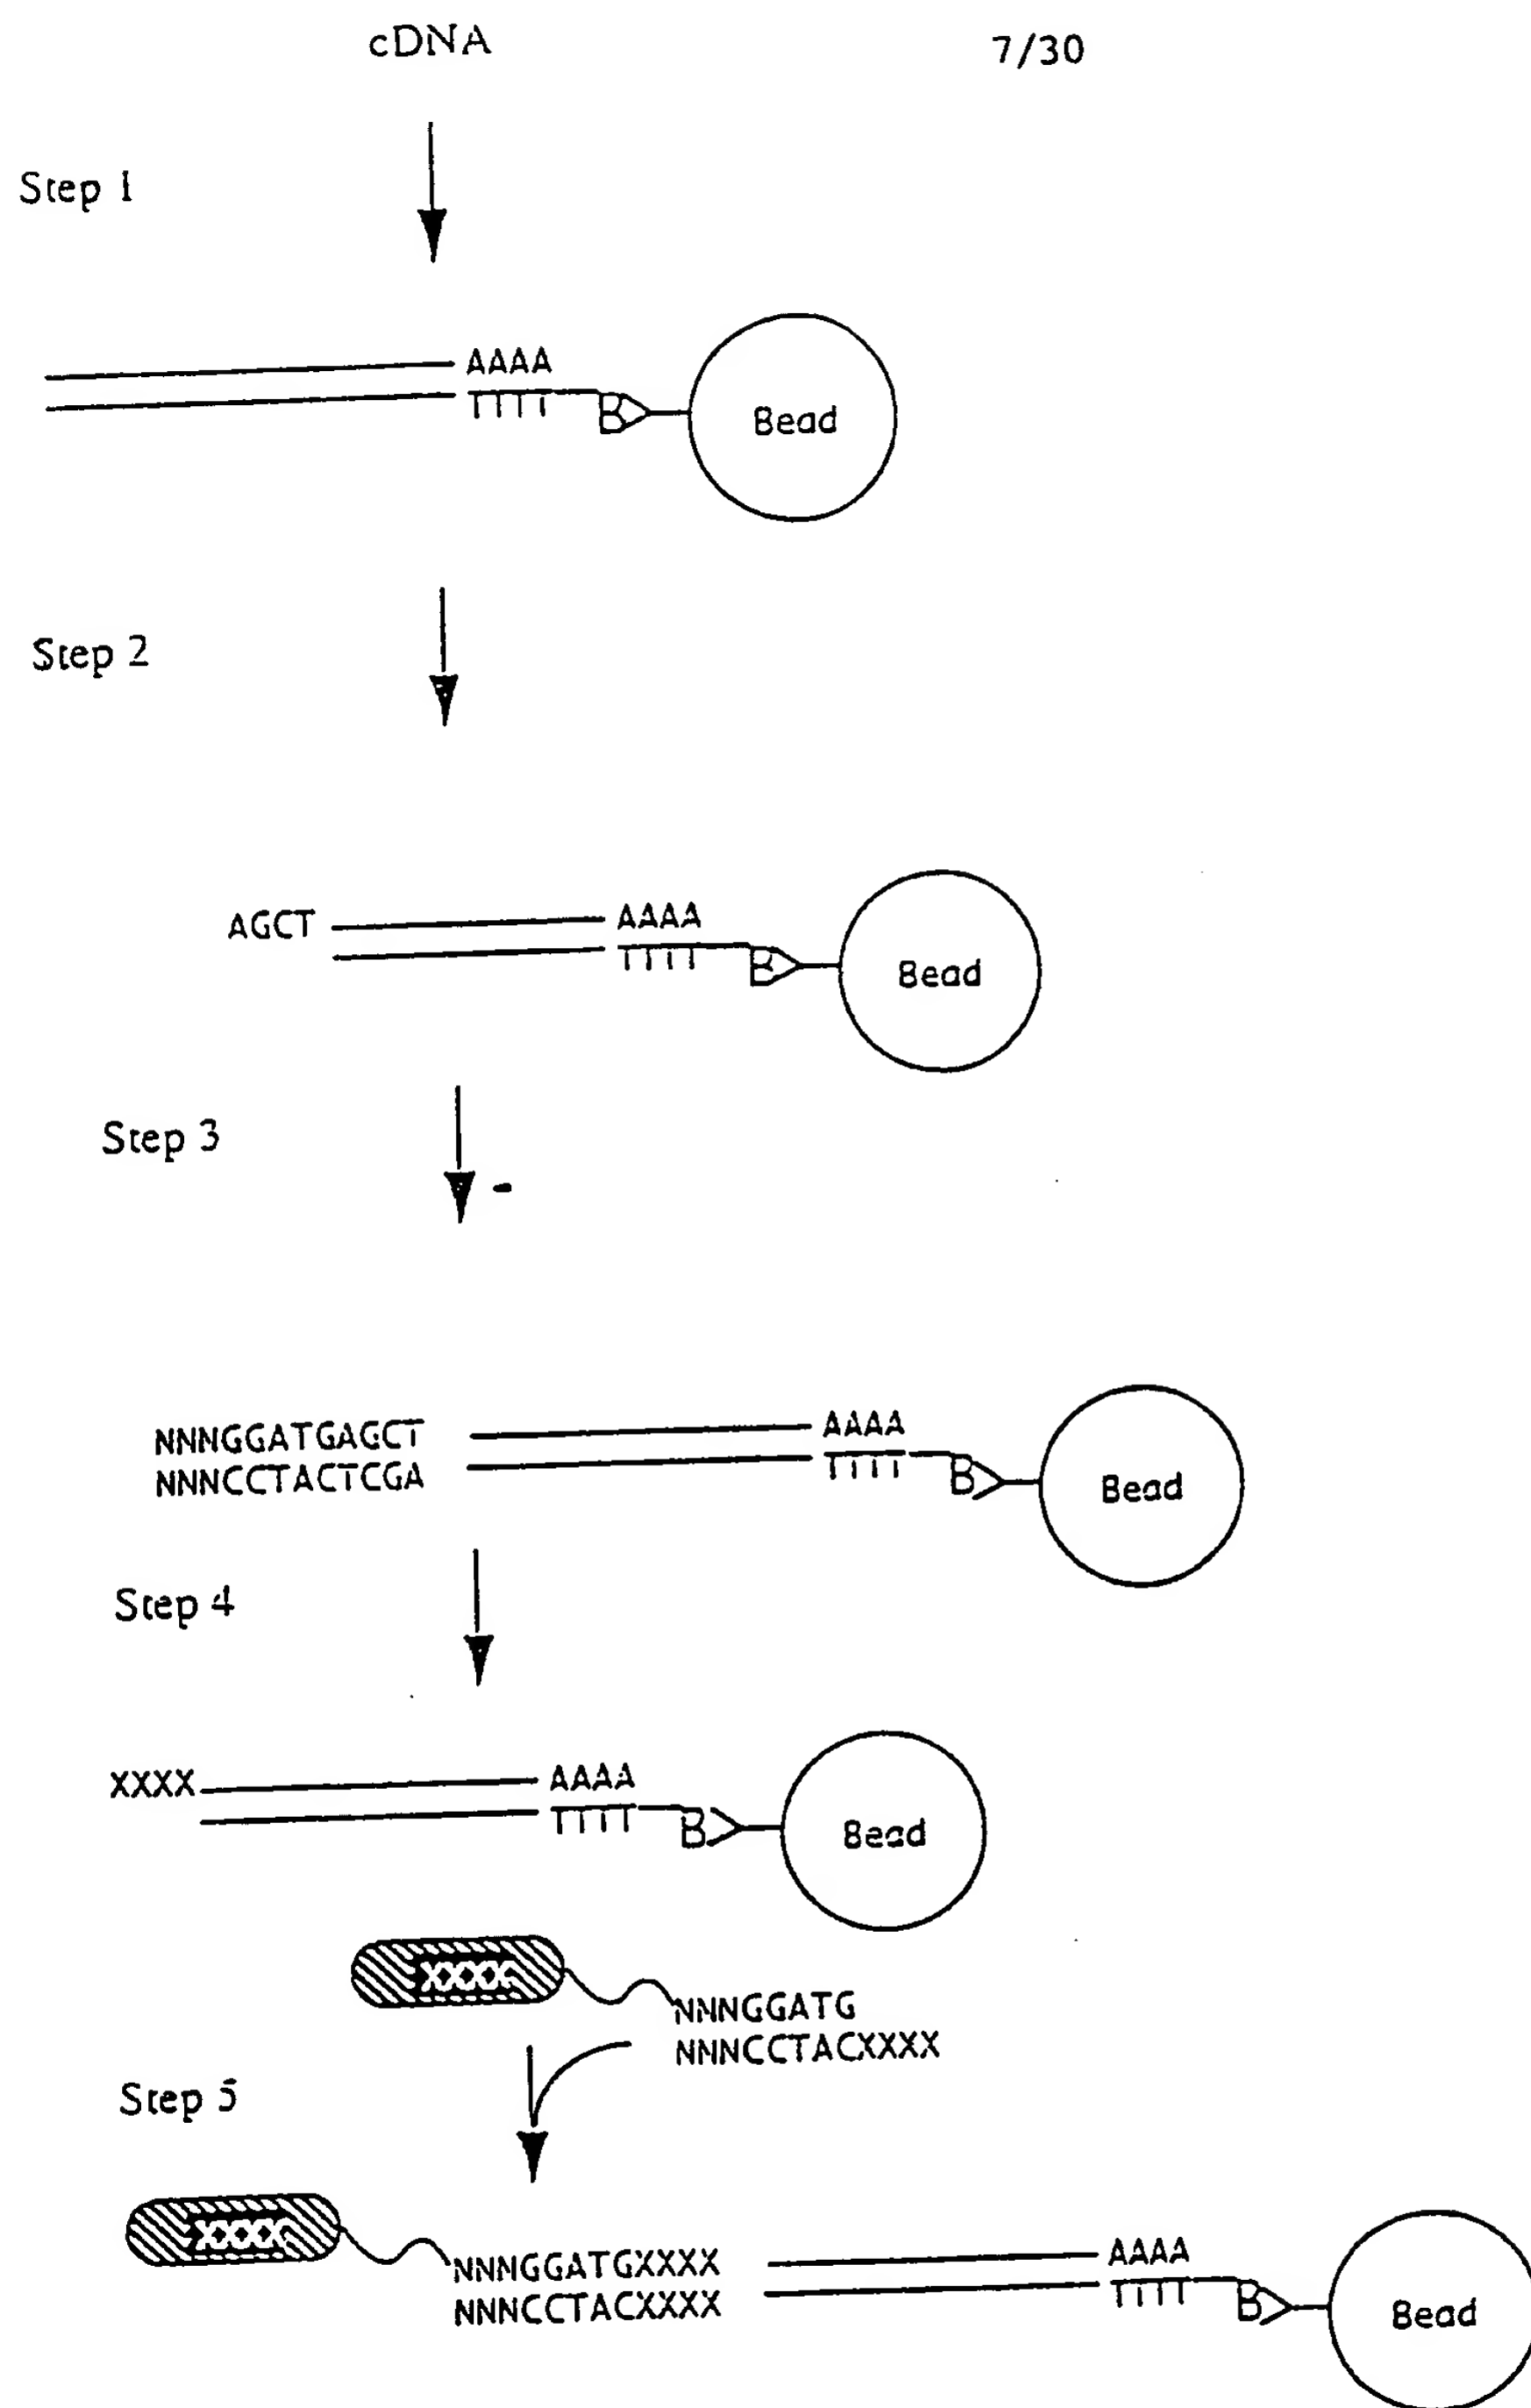 cDNA
7/30
Step 1
AAAA
TTTT
B
Bead
Step 2
AGCT
AAAA
TTTT
B
Bead
Step 3
NNNGGATGAGCT
NNNCCTACTCGA
AAAA
TTTT
B
Bead
Step 4
XXXX
AAAA
TTTT
B
Bead
XXXX
NNNGGATG
NNNCCTACXXXX
Step 5
XXXX
NNNGGATGXXXX
NNNCCTACXXXX
AAAA
TTTT
B
Bead